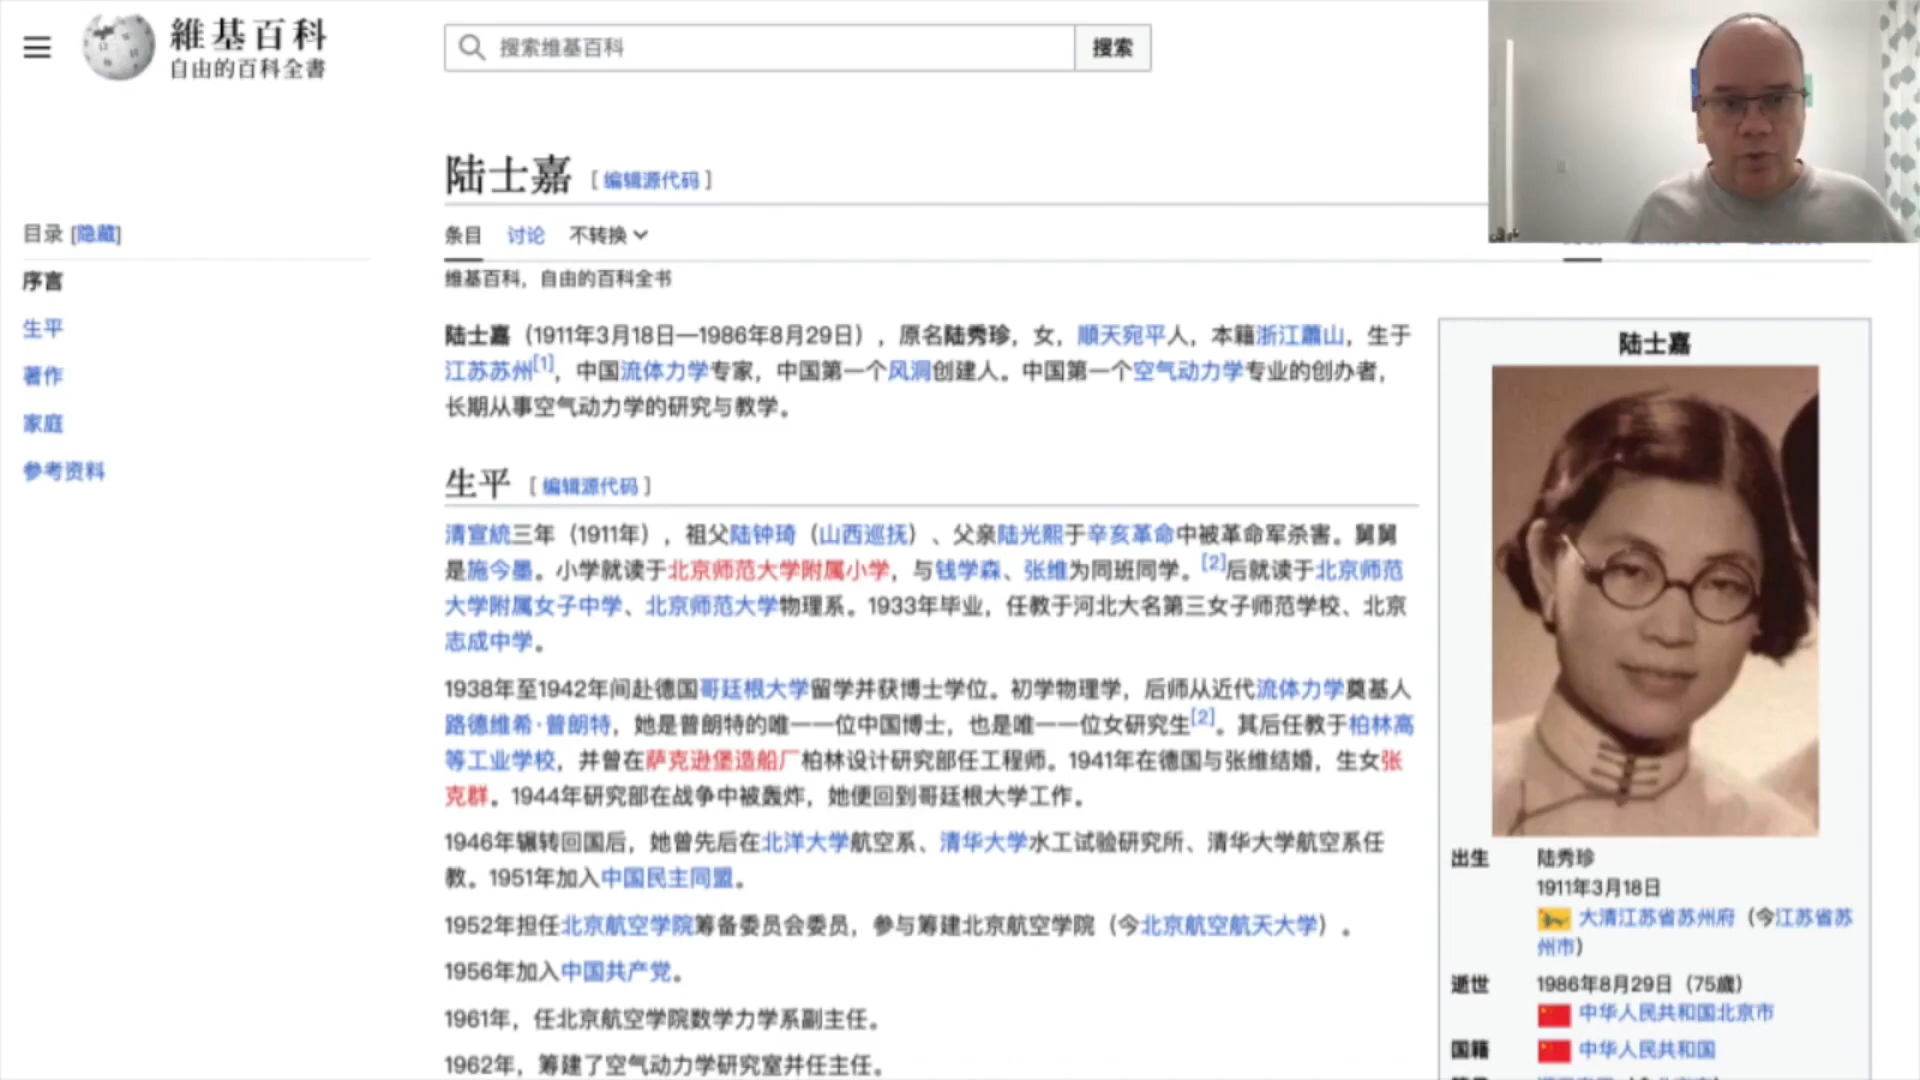 維基百科
自由的百科全書
搜索维基百科
搜索
陆士嘉 [编辑源代码]
条目 讨论 不转换
维基百科，自由的百科全书
目录 [隐藏]
序言
生平
著作
家庭
参考资料
陆士嘉（1911年3月18日—1986年8月29日），原名陆秀珍，女，順天宛平人，本籍浙江蕭山，生于
江苏苏州[1]，中国流体力学专家，中国第一个风洞创建人。中国第一个空气动力学专业的创办者，
长期从事空气动力学的研究与教学。
生平 [编辑源代码]
清宣統三年（1911年），祖父陆钟琦（山西巡抚）、父亲陆光熙于辛亥革命中被革命军杀害。舅舅
是施今墨。小学就读于北京师范大学附属小学，与钱学森、张维为同班同学。[2]后就读于北京师范
大学附属女子中学、北京师范大学物理系。1933年毕业，任教于河北大名第三女子师范学校、北京
志成中学。
1938年至1942年间赴德国哥廷根大学留学并获博士学位。初学物理学，后师从近代流体力学奠基人
路德维希·普朗特，她是普朗特的唯一一位中国博士，也是唯一一位女研究生[2]。其后任教于柏林高
等工业学校，并曾在萨克逊堡造船厂柏林设计研究部任工程师。1941年在德国与张维结婚，生女张
克群。1944年研究部在战争中被轰炸，她便回到哥廷根大学工作。
1946年辗转回国后，她曾先后在北洋大学航空系、清华大学水工试验研究所、清华大学航空系任
教。1951年加入中国民主同盟。
1952年担任北京航空学院筹备委员会委员，参与筹建北京航空学院（今北京航空航天大学）。
1956年加入中国共产党。
1961年，任北京航空学院数学力学系副主任。
1962年，筹建了空气动力学研究室并任主任。
陆士嘉
出生 陆秀珍
1911年3月18日
大清江苏省苏州府（今江苏省苏
州市）
逝世 1986年8月29日（75歲）
中华人民共和国北京市
国籍 中华人民共和国